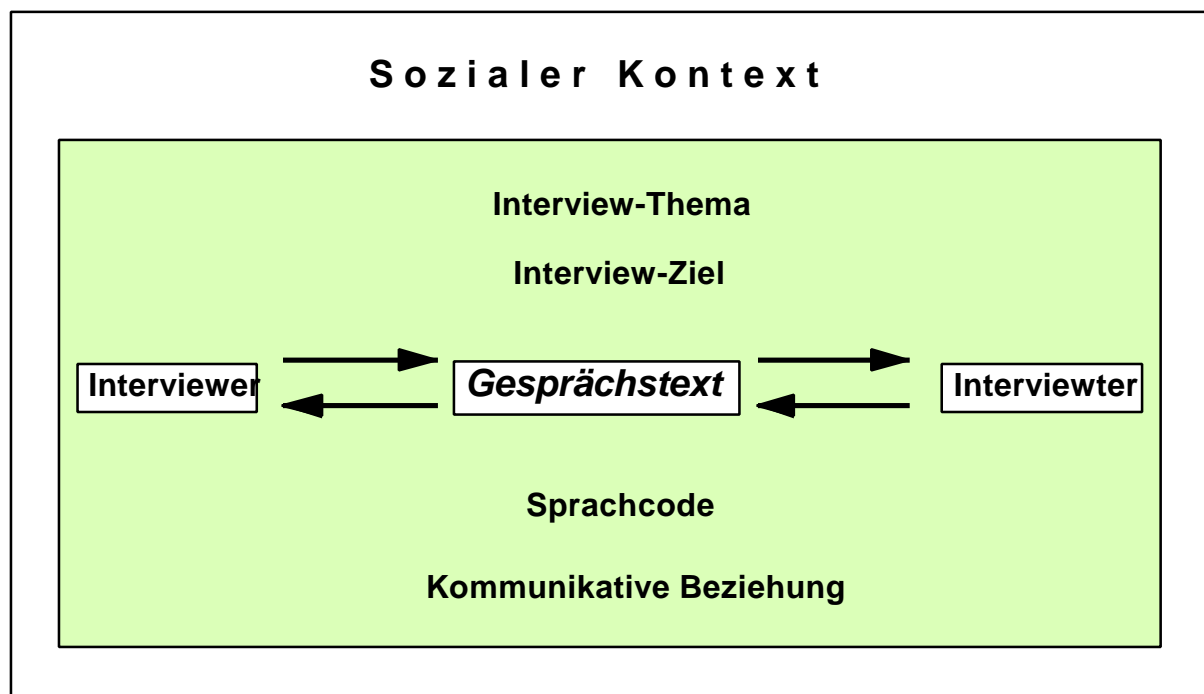 Sozialer Kontext
Interview-Thema
Interview-Ziel
Interviewer Gesprächstext Interviewter
Sprachcode
Kommunikative Beziehung